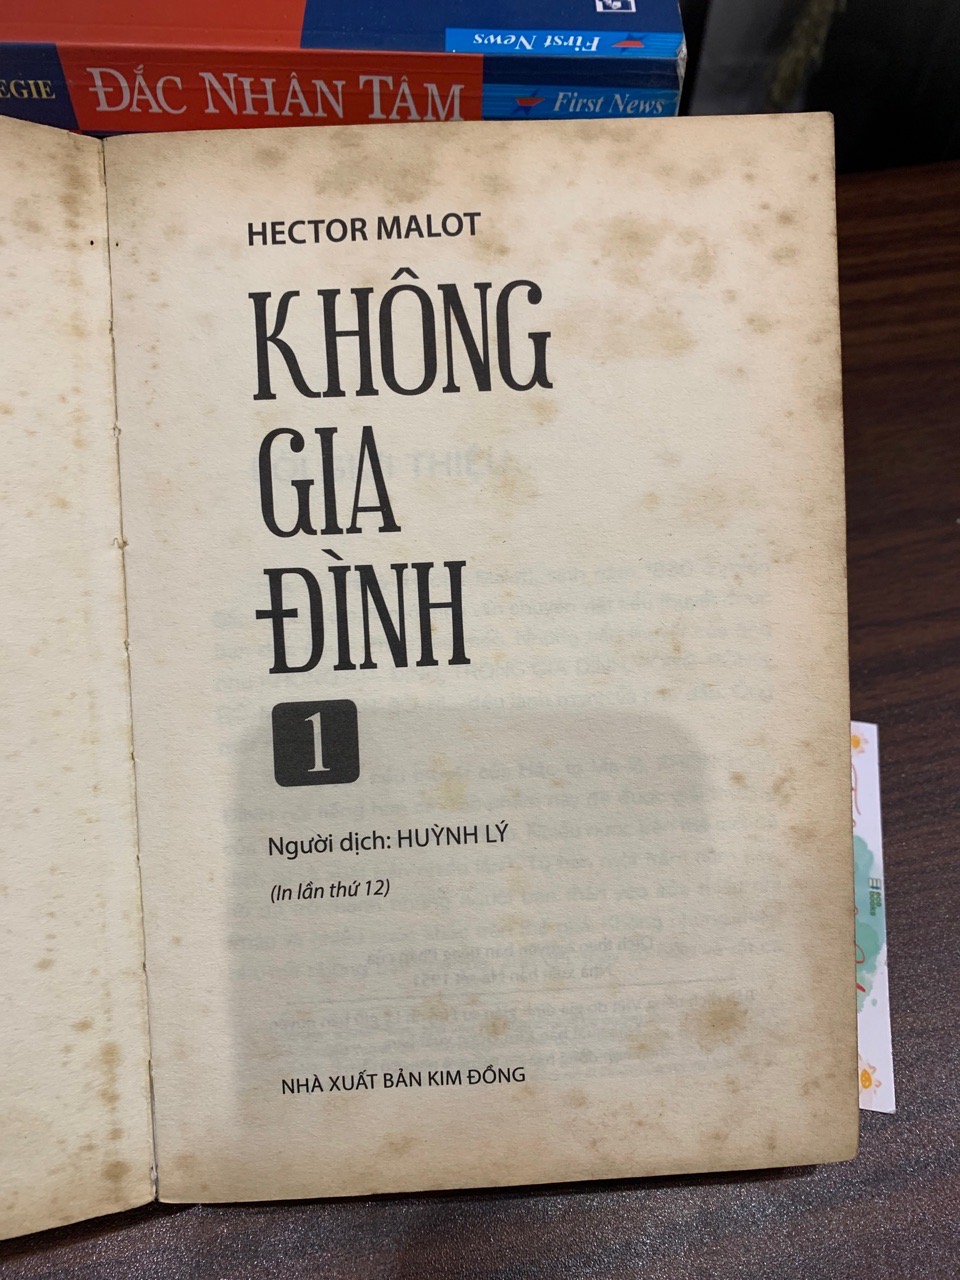 First News
EGIE ĐẮC NHÂN TÂM First News
HECTOR MALOT
KHÔNG
GIA
ĐÌNH
1
Người dịch: HUỲNH LÝ
(In lần thứ 12)
NHÀ XUẤT BẢN KIM ĐỒNG